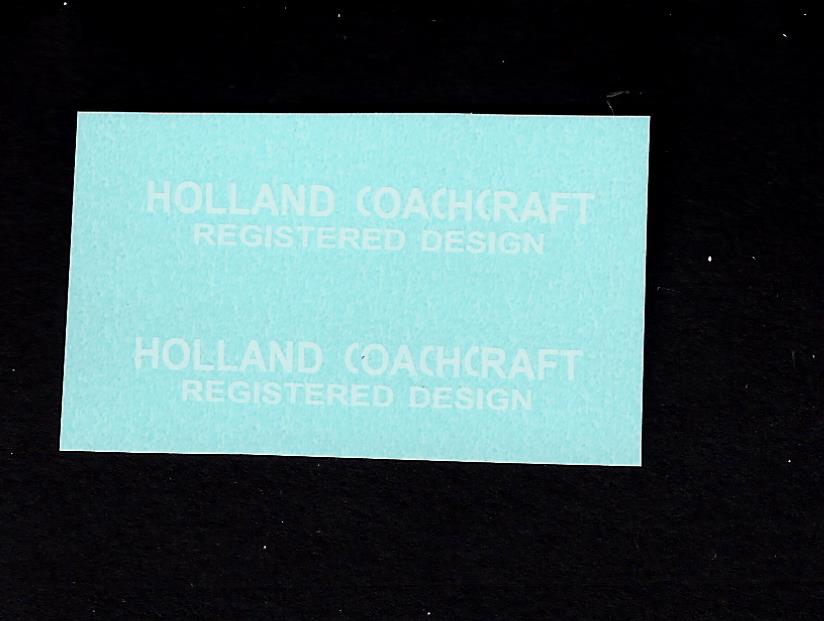 HOLLAND COACHCRAFT
REGISTERED DESIGN
HOLLAND COACHCRAFT
REGISTERED DESIGN